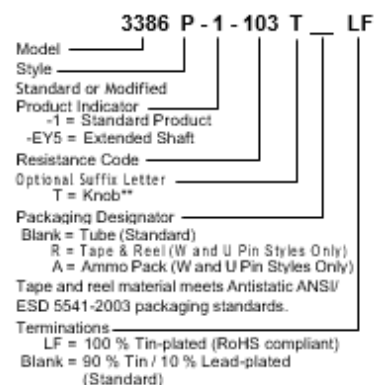 3386 P - 1 - 103 T __ LF
Model
Style
Standard or Modified
Product Indicator
-1 = Standard Product
-EY5 = Extended Shaft
Resistance Code
Optional Suffix Letter
T = Knob**
Packaging Designator
Blank = Tube (Standard)
R = Tape & Reel (W and U Pin Styles Only)
A = Ammo Pack (W and U Pin Styles Only)
Tape and reel material meets Antistatic ANSI/
ESD 5541-2003 packaging standards.
Terminations
LF = 100 % Tin-plated (RoHS compliant)
Blank = 90 % Tin / 10 % Lead-plated
(Standard)